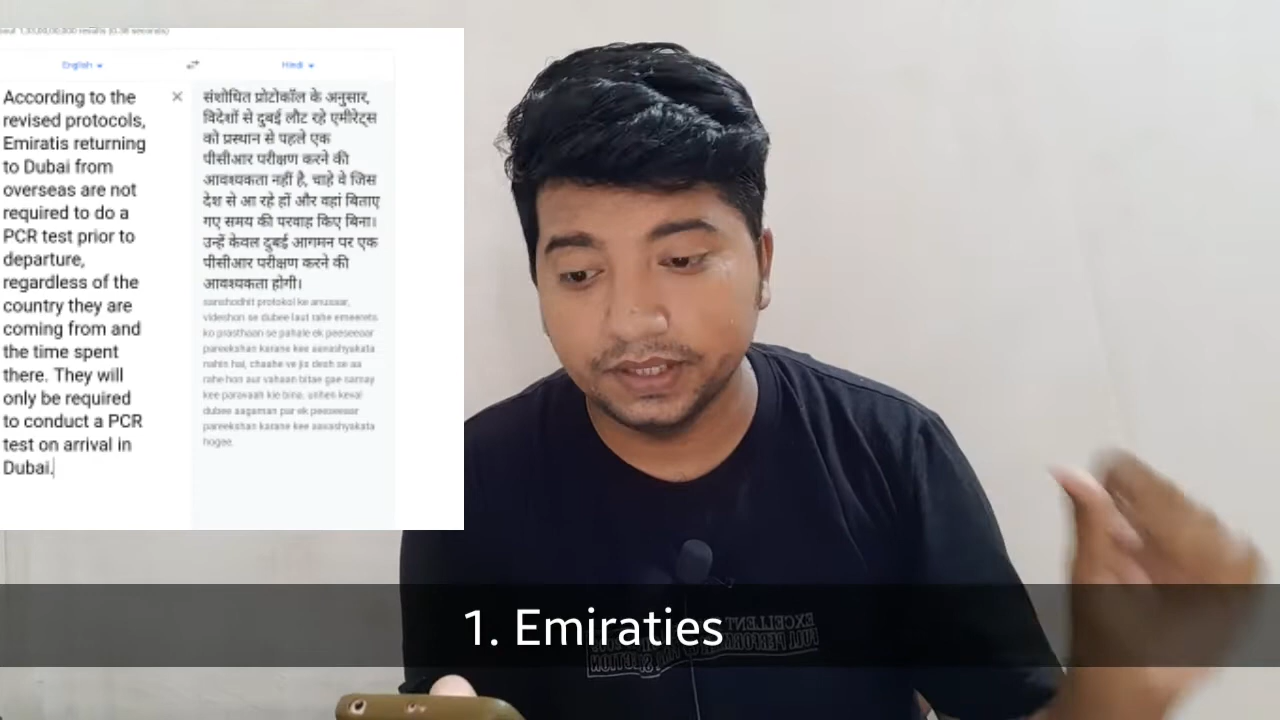 English
Hindi
According to the
revised protocols,
Emiratis returning
to Dubai from
overseas are not
required to do a
PCR test prior to
departure,
regardless of the
country they are
coming from and
the time spent
there. They will
only be required
to conduct a PCR
test on arrival in
Dubai.
संशोधित प्रोटोकॉल के अनुसार,
विदेशों से दुबई लौट रहे एमीरेट्स
को प्रस्थान से पहले एक
पीसीआर परीक्षण करने की
आवश्यकता नहीं है, चाहे वे जिस
देश से आ रहे हों और वहां बिताए
गए समय की परवाह किए बिना।
उन्हें केवल दुबई आगमन पर एक
पीसीआर परीक्षण करने की
आवश्यकता होगी।
sanshodhit protokol ke anusaar,
videshon se dubee laut rahe emeerets
ko prasthaan se pahale ek peeseeaar
pareekshan karane kee aavashyakata
nahin hai, chaahe ve jis desh se aa
rahe hon aur vahaan bitae gae samay
kee paravaah kie bina. unhen keval
dubee aagaman par ek peeseeaar
pareekshan karane kee aavashyakata
hogee.
1. Emiraties
EXCELLENT
FULL